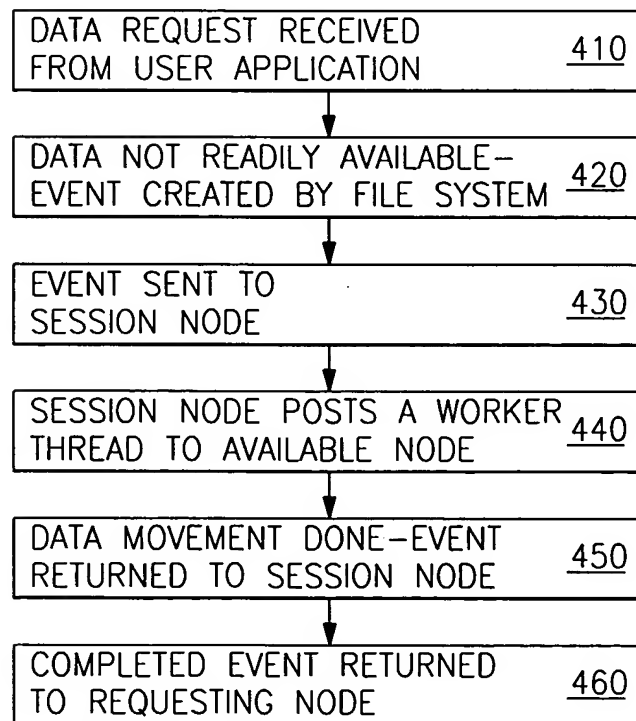 DATA REQUEST RECEIVED
FROM USER APPLICATION 410
DATA NOT READILY AVAILABLE-
EVENT CREATED BY FILE SYSTEM 420
EVENT SENT TO
SESSION NODE 430
SESSION NODE POSTS A WORKER
THREAD TO AVAILABLE NODE 440
DATA MOVEMENT DONE-EVENT
RETURNED TO SESSION NODE 450
COMPLETED EVENT RETURNED
TO REQUESTING NODE 460